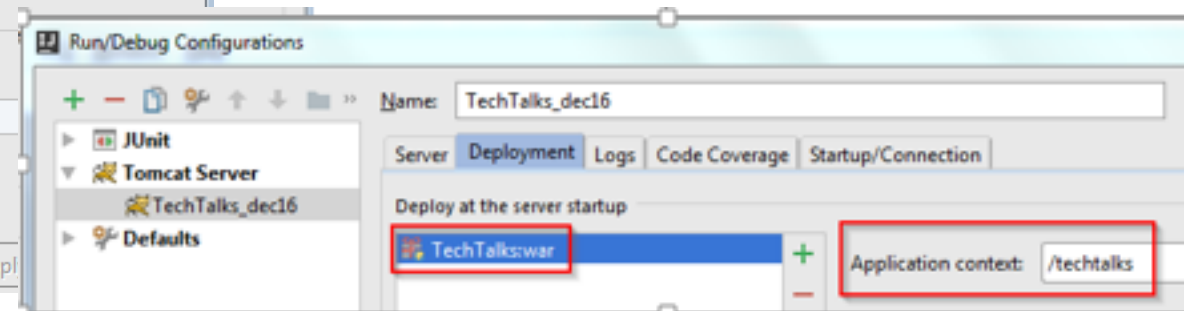 Run/Debug Configurations
Name: TechTalks_dec16
JUnit
Tomcat Server
TechTalks_dec16
Defaults
Server Deployment Logs Code Coverage Startup/Connection
Deploy at the server startup
TechTalks:war
Application context: /techtalks